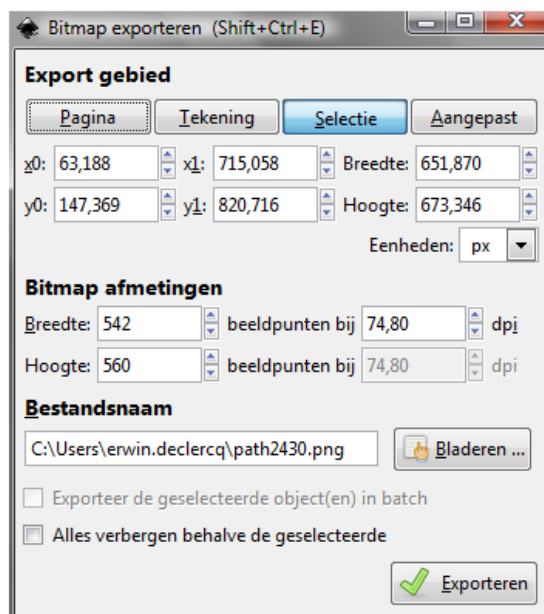 Bitmap exporteren (Shift+Ctrl+E)
Export gebied
Pagina Tekening Selectie Aangepast
x0: 63,188 x1: 715,058 Breedte: 651,870
y0: 147,369 y1: 820,716 Hoogte: 673,346
Eenheden: px
Bitmap afmetingen
Breedte: 542 beeldpunten bij 74,80 dpi
Hoogte: 560 beeldpunten bij 74,80 dpi
Bestandsnaam
C:\Users\erwin.declercq\path2430.png Bladeren ...
Exporteer de geselecteerde object(en) in batch
Alles verbergen behalve de geselecteerde
Exporteren